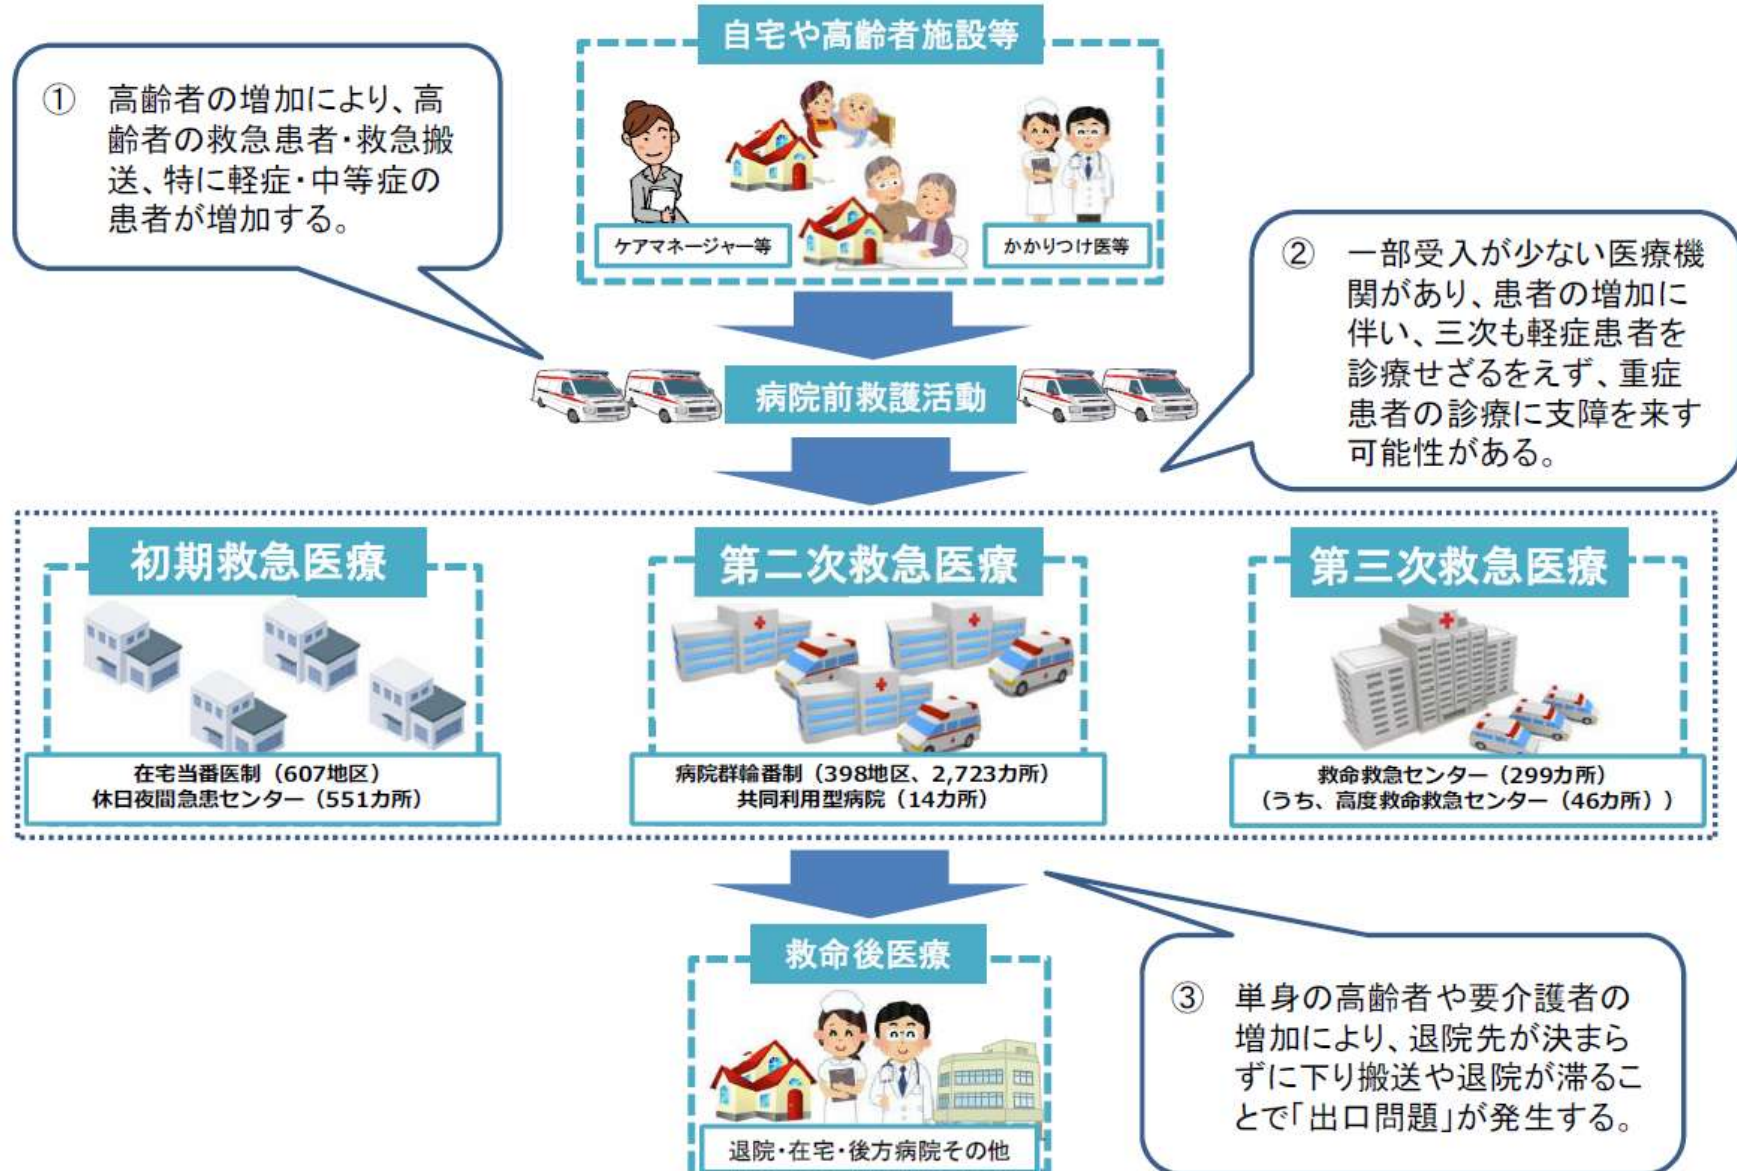 自宅や高齢者施設等
① 高齢者の増加により、高
齢者の救急患者・救急搬
送、特に軽症・中等症の
患者が増加する。
ケアマネージャー等
かかりつけ医等
② 一部受入が少ない医療機
関があり、患者の増加に
伴い、三次も軽症患者を
診療せざるをえず、重症
患者の診療に支障を来す
可能性がある。
病院前救護活動
初期救急医療
在宅当番医制（607地区）
休日夜間急患センター（551カ所）
第二次救急医療
病院群輪番制（398地区、2,723カ所）
共同利用型病院（14カ所）
第三次救急医療
救命救急センター（299カ所）
（うち、高度救命救急センター（46カ所））
救命後医療
退院・在宅・後方病院その他
③ 単身の高齢者や要介護者の
増加により、退院先が決まら
ずに下り搬送や退院が滞るこ
とで「出口問題」が発生する。